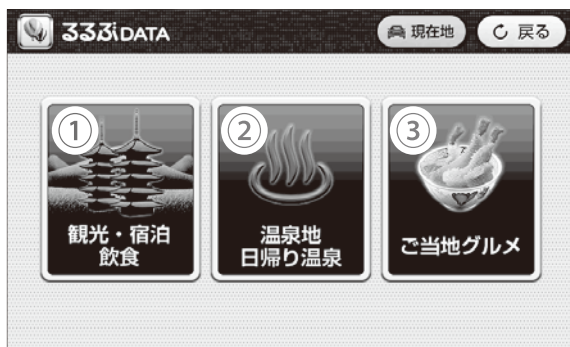 るるぶDATA
現在地
戻る
①
②
③
観光・宿泊
飲食
温泉地
日帰り温泉
ご当地グルメ